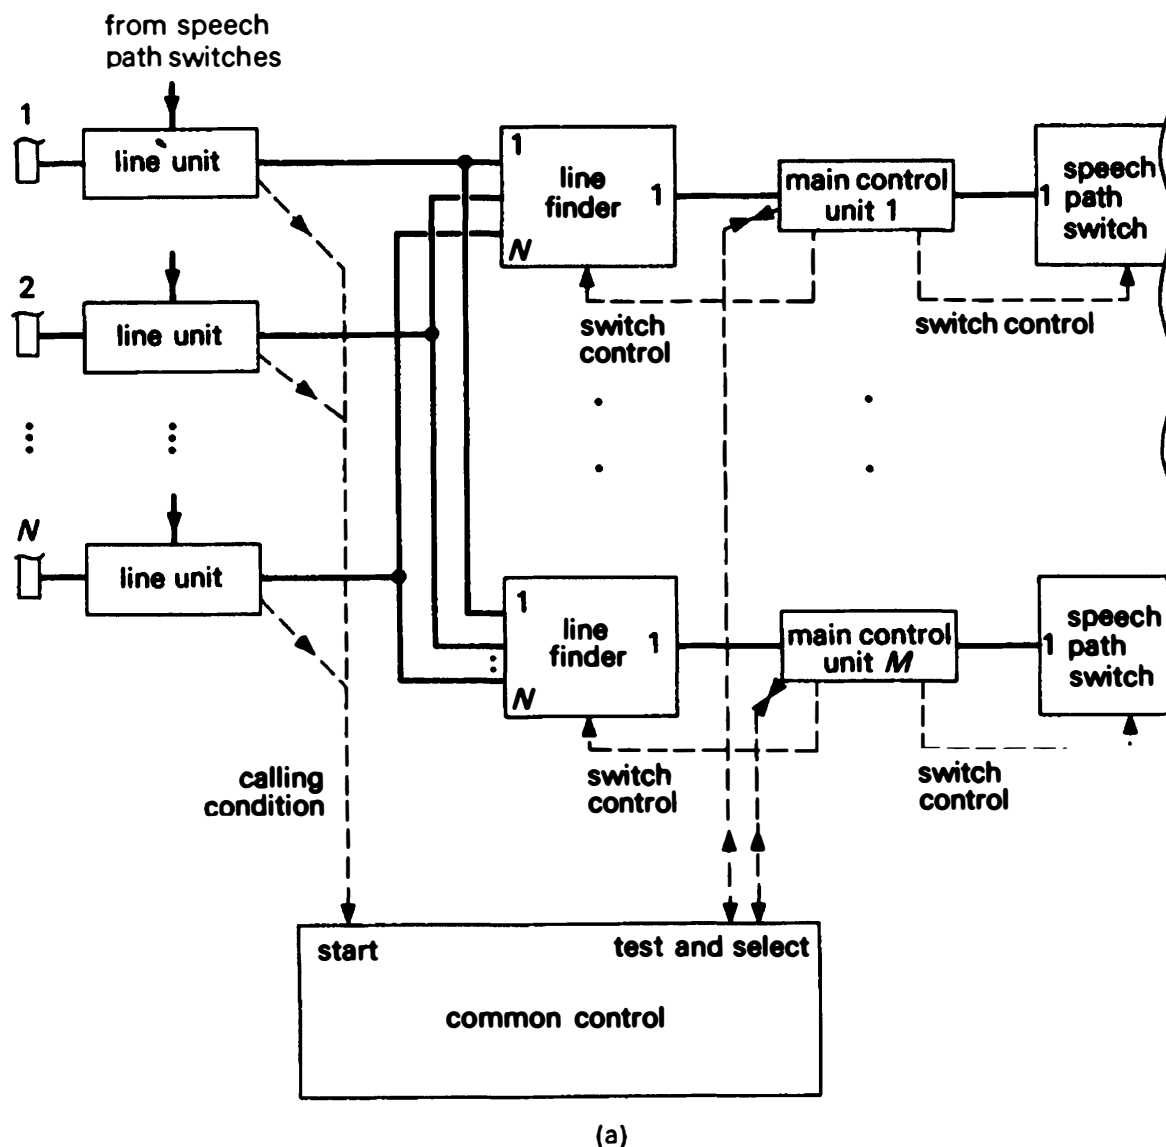 from speech
path switches
1
line unit
1
line
finder
1
N
main control
unit 1
1
speech
path
switch
switch
control
switch control
2
line unit
N
line unit
1
line
finder
1
N
main control
unit M
1
speech
path
switch
switch
control
switch
control
calling
condition
start
test and select
common control
(a)